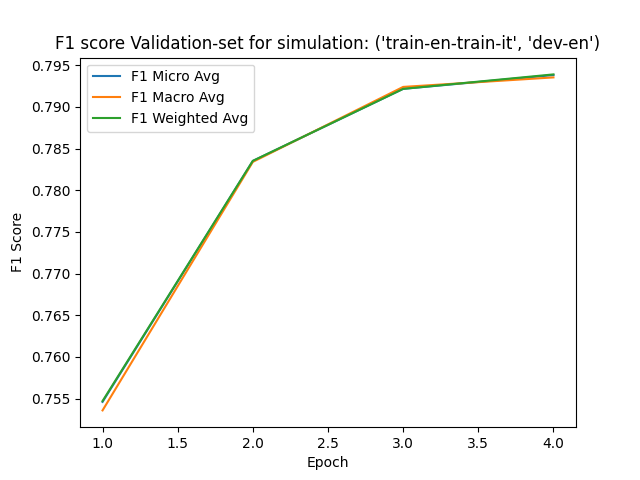 F1 score Validation-set for simulation: ('train-en-train-it', 'dev-en')
F1 Micro Avg
F1 Macro Avg
F1 Weighted Avg
0.795
0.790
0.785
0.780
0.775
0.770
0.765
0.760
0.755
F1 Score
1.0 1.5 2.0 2.5 3.0 3.5 4.0
Epoch